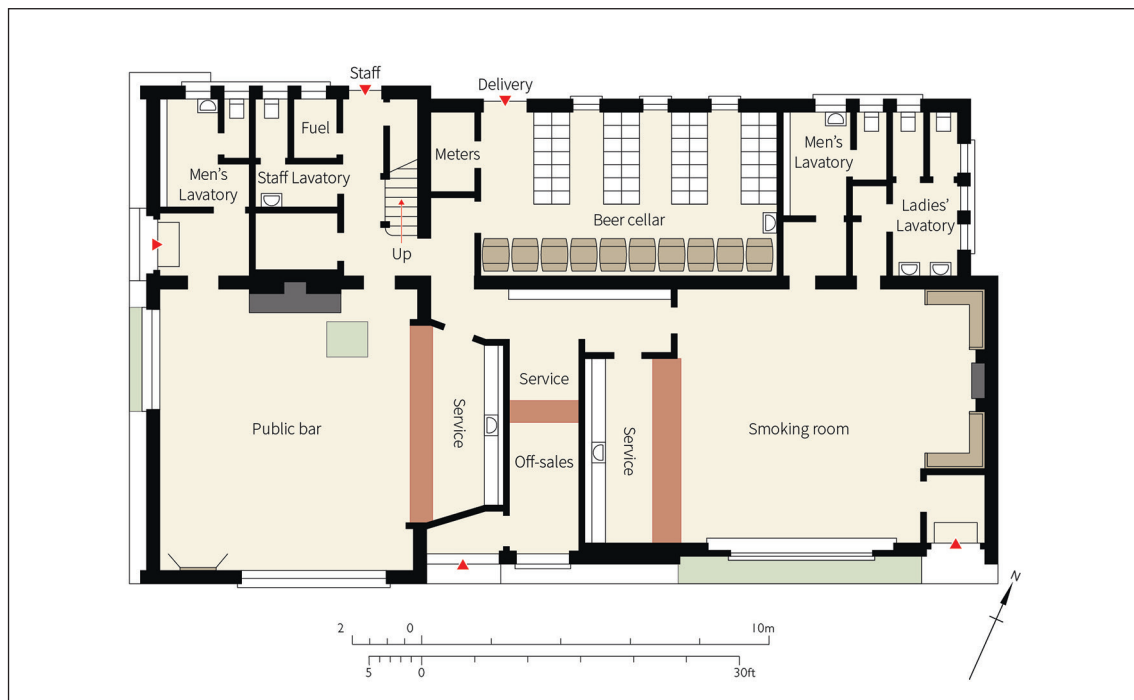 Staff
Delivery
Fuel
Men's
Lavatory
Staff Lavatory
Meters
Up
Beer cellar
Men's
Lavatory
Ladies'
Lavatory
Public bar
Service
Service
Off-sales
Service
Smoking room
N
2 0 10m
5 0 30ft